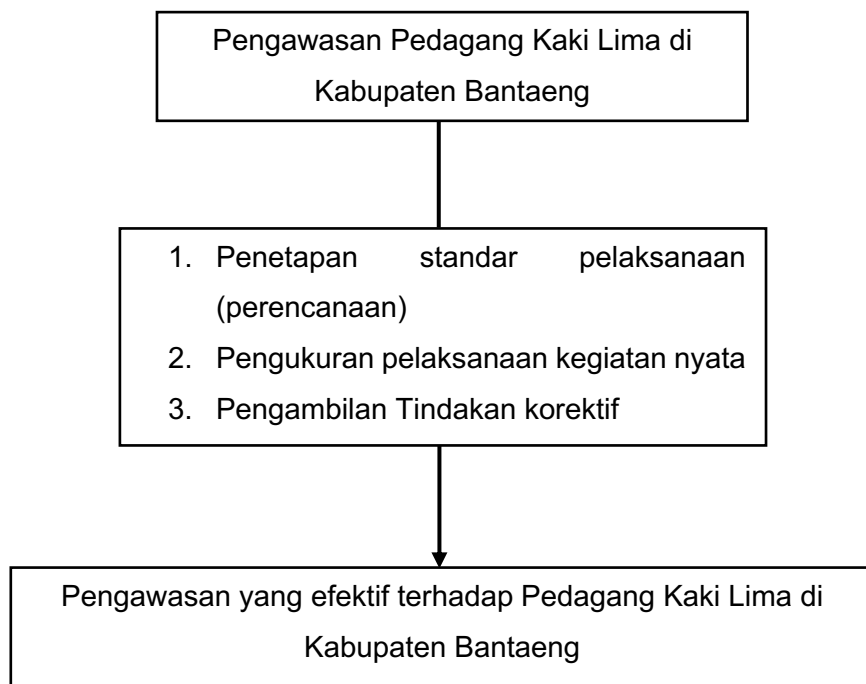 Pengawasan Pedagang Kaki Lima di
Kabupaten Bantaeng
1. Penetapan standar pelaksanaan
(perencanaan)
2. Pengukuran pelaksanaan kegiatan nyata
3. Pengambilan Tindakan korektif
Pengawasan yang efektif terhadap Pedagang Kaki Lima di
Kabupaten Bantaeng